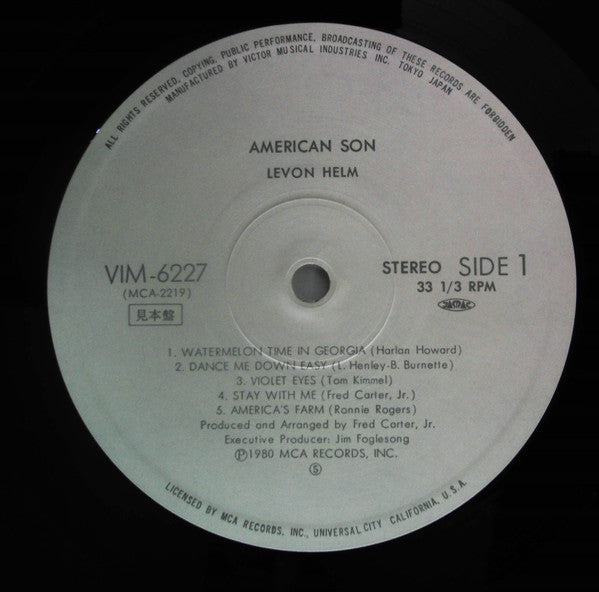 ALL RIGHTS RESERVED, COPYING, PUBLIC PERFORMANCE, BROADCASTING OF THESE RECORDS ARE FORBIDDEN
MANUFACTURED BY VICTOR MUSICAL INDUSTRIES INC. TOKYO JAPAN
AMERICAN SON
LEVON HELM
VIM-6227
(MCA-2219)
見本盤
STEREO SIDE 1
33 1/3 RPM
JASRAC
1. WATERMELON TIME IN GEORGIA (Harlan Howard)
2. DANCE ME DOWN EASY (L. Henley-B. Burnette)
3. VIOLET EYES (Tom Kimmel)
4. STAY WITH ME (Fred Carter, Jr.)
5. AMERICA'S FARM (Ronnie Rogers)
Produced and Arranged by Fred Carter, Jr.
Executive Producer: Jim Foglesong
Ⓟ1980 MCA RECORDS, INC.
Ⓢ
LICENSED BY MCA RECORDS, INC., UNIVERSAL CITY CALIFORNIA, U.S.A.